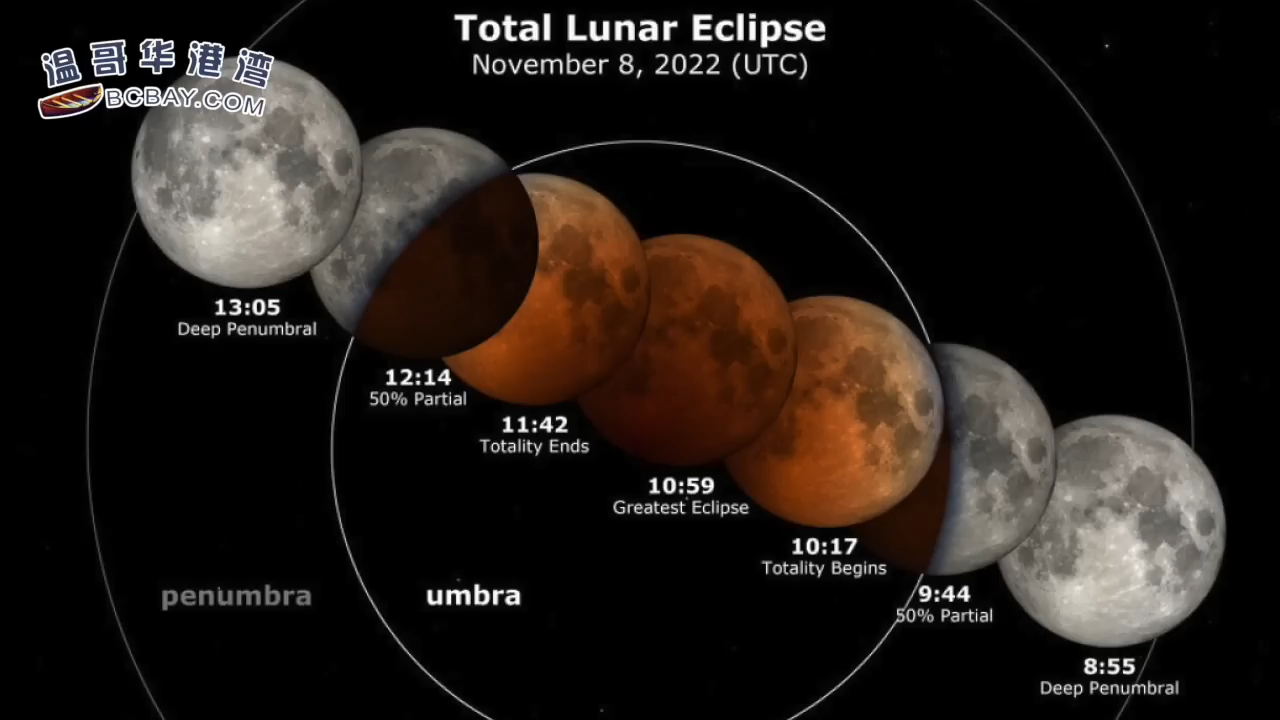 Total Lunar Eclipse
November 8, 2022 (UTC)
温哥华港湾
BCBAY.COM
13:05
Deep Penumbral
12:14
50% Partial
11:42
Totality Ends
10:59
Greatest Eclipse
10:17
Totality Begins
9:44
50% Partial
8:55
Deep Penumbral
penumbra
umbra